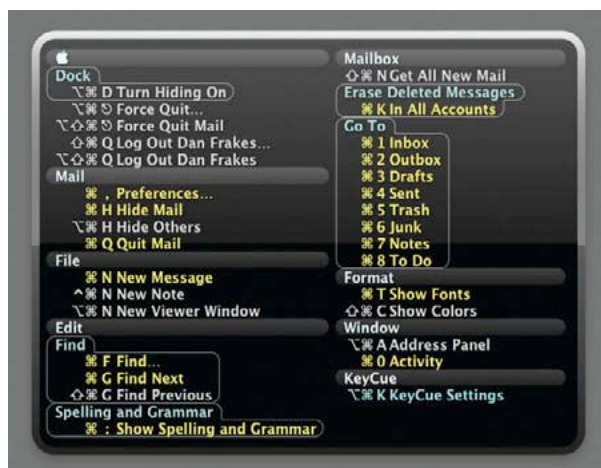 Dock
⌥⌘ D Turn Hiding On
⌥⌘ ⎋ Force Quit...
⌥⇧⌘ ⎋ Force Quit Mail
⇧⌘ Q Log Out Dan Frakes...
⌥⇧⌘ Q Log Out Dan Frakes
Mail
⌘ , Preferences...
⌘ H Hide Mail
⌥⌘ H Hide Others
⌘ Q Quit Mail
File
⌘ N New Message
^⌘ N New Note
⌥⌘ N New Viewer Window
Edit
Find
⌘ F Find...
⌘ G Find Next
⇧⌘ G Find Previous
Spelling and Grammar
⌘ : Show Spelling and Grammar
Mailbox
⇧⌘ N Get All New Mail
Erase Deleted Messages
⌘ K In All Accounts
Go To
⌘ 1 Inbox
⌘ 2 Outbox
⌘ 3 Drafts
⌘ 4 Sent
⌘ 5 Trash
⌘ 6 Junk
⌘ 7 Notes
⌘ 8 To Do
Format
⌘ T Show Fonts
⇧⌘ C Show Colors
Window
⌥⌘ A Address Panel
⌘ 0 Activity
KeyCue
⌥⌘ K KeyCue Settings